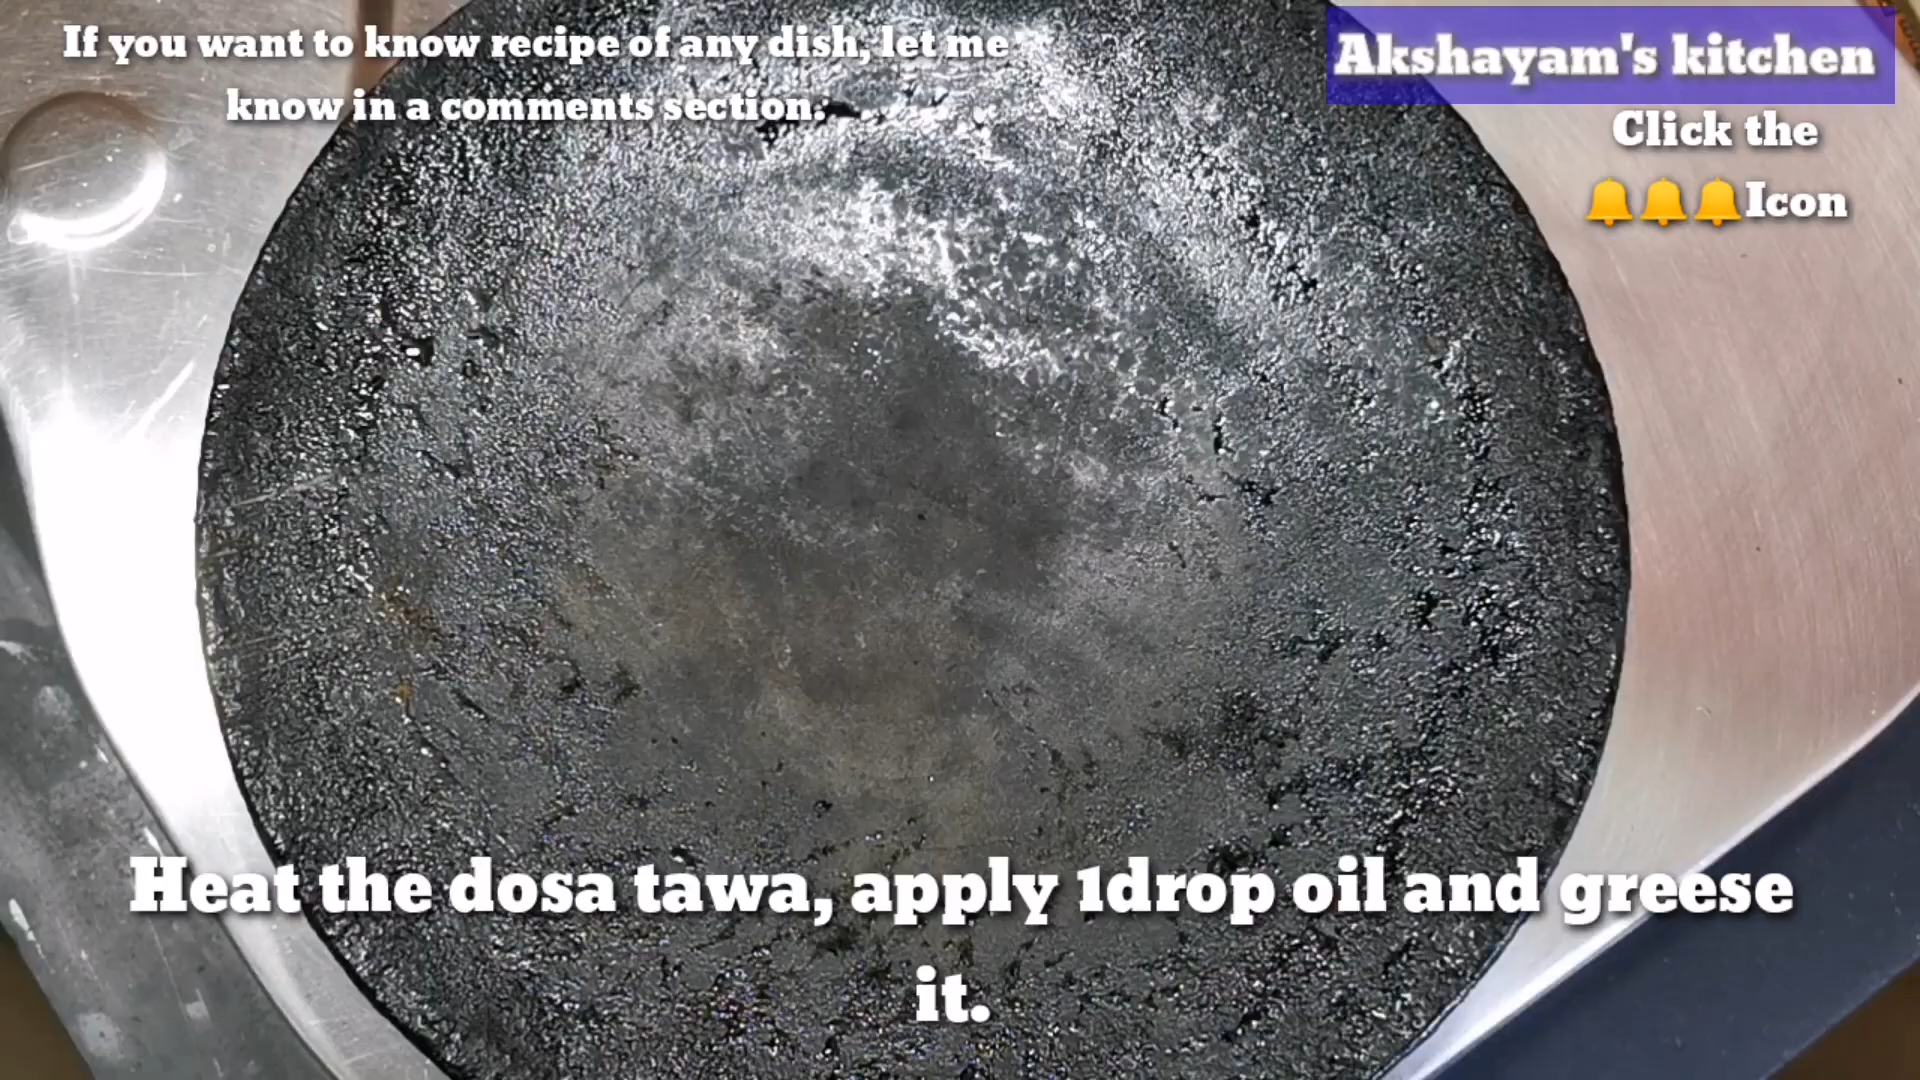 If you want to know recipe of any dish, let me
know in a comments section.
Akshayam's kitchen
Click the
🔔🔔🔔Icon
Heat the dosa tawa, apply 1drop oil and greese
it.